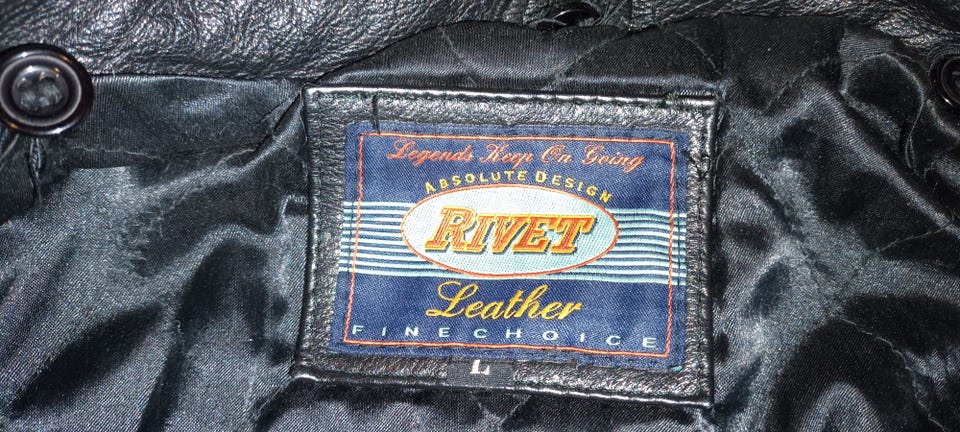 Legends Keep On Going
ABSOLUTE DESIGN
RIVET
Leather
FINECHOICE
L